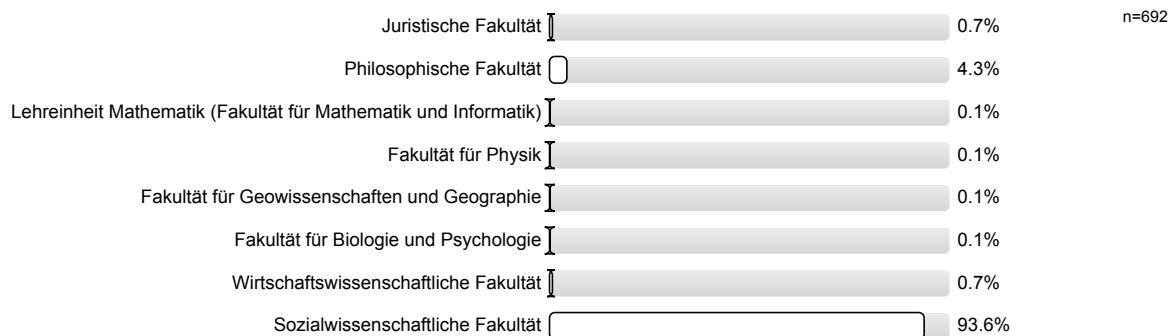 Juristische Fakultät 0.7% n=692
Philosophische Fakultät 4.3%
Lehreinheit Mathematik (Fakultät für Mathematik und Informatik) 0.1%
Fakultät für Physik 0.1%
Fakultät für Geowissenschaften und Geographie 0.1%
Fakultät für Biologie und Psychologie 0.1%
Wirtschaftswissenschaftliche Fakultät 0.7%
Sozialwissenschaftliche Fakultät 93.6%